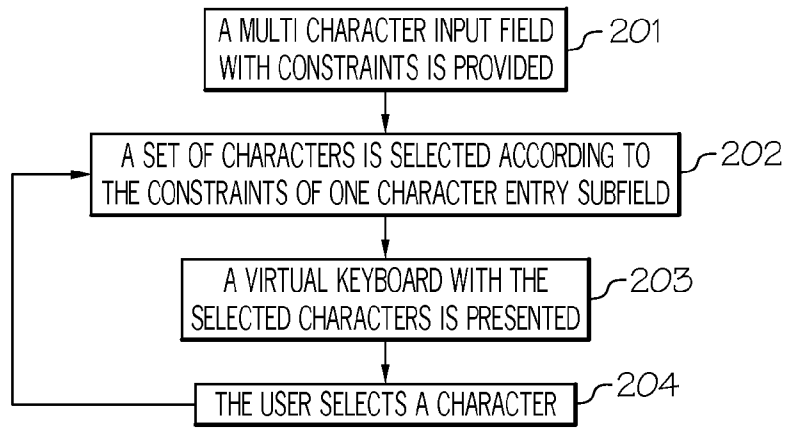 A MULTI CHARACTER INPUT FIELD
WITH CONSTRAINTS IS PROVIDED
201
A SET OF CHARACTERS IS SELECTED ACCORDING TO
THE CONSTRAINTS OF ONE CHARACTER ENTRY SUBFIELD
202
A VIRTUAL KEYBOARD WITH THE
SELECTED CHARACTERS IS PRESENTED
203
THE USER SELECTS A CHARACTER
204